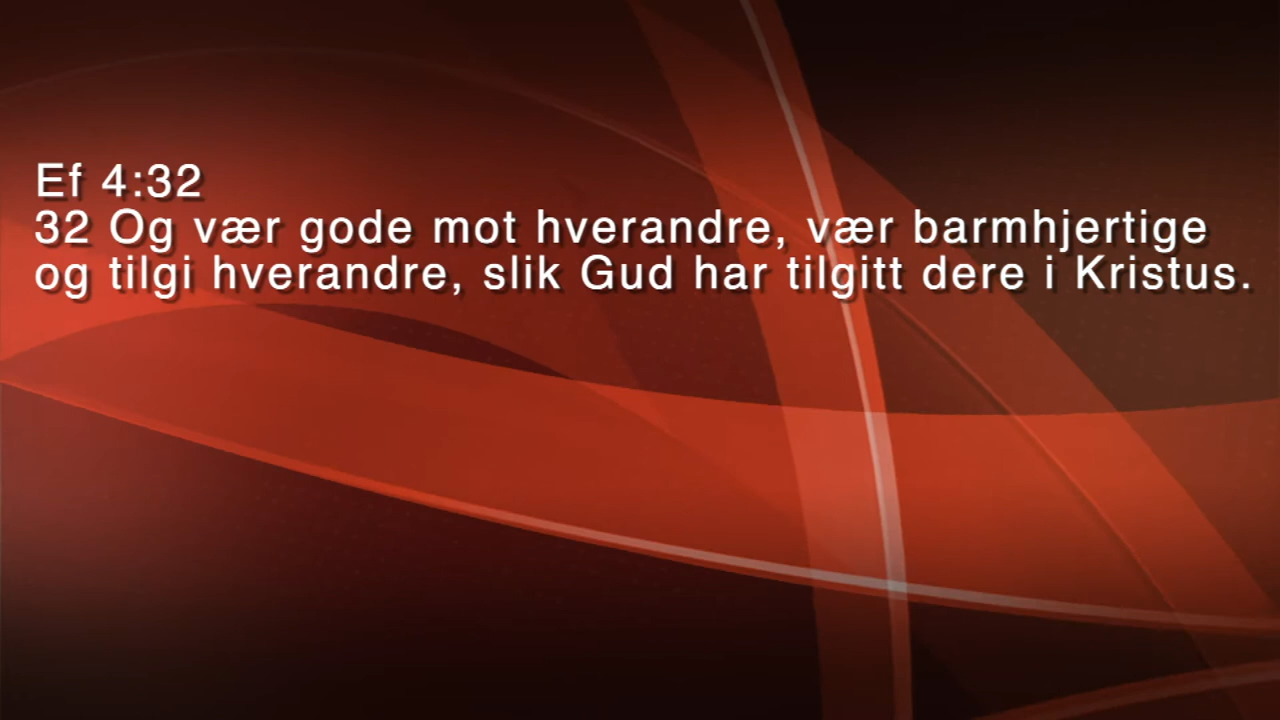 Ef 4:32
32 Og vær gode mot hverandre, vær barmhjertige
og tilgi hverandre, slik Gud har tilgitt dere i Kristus.